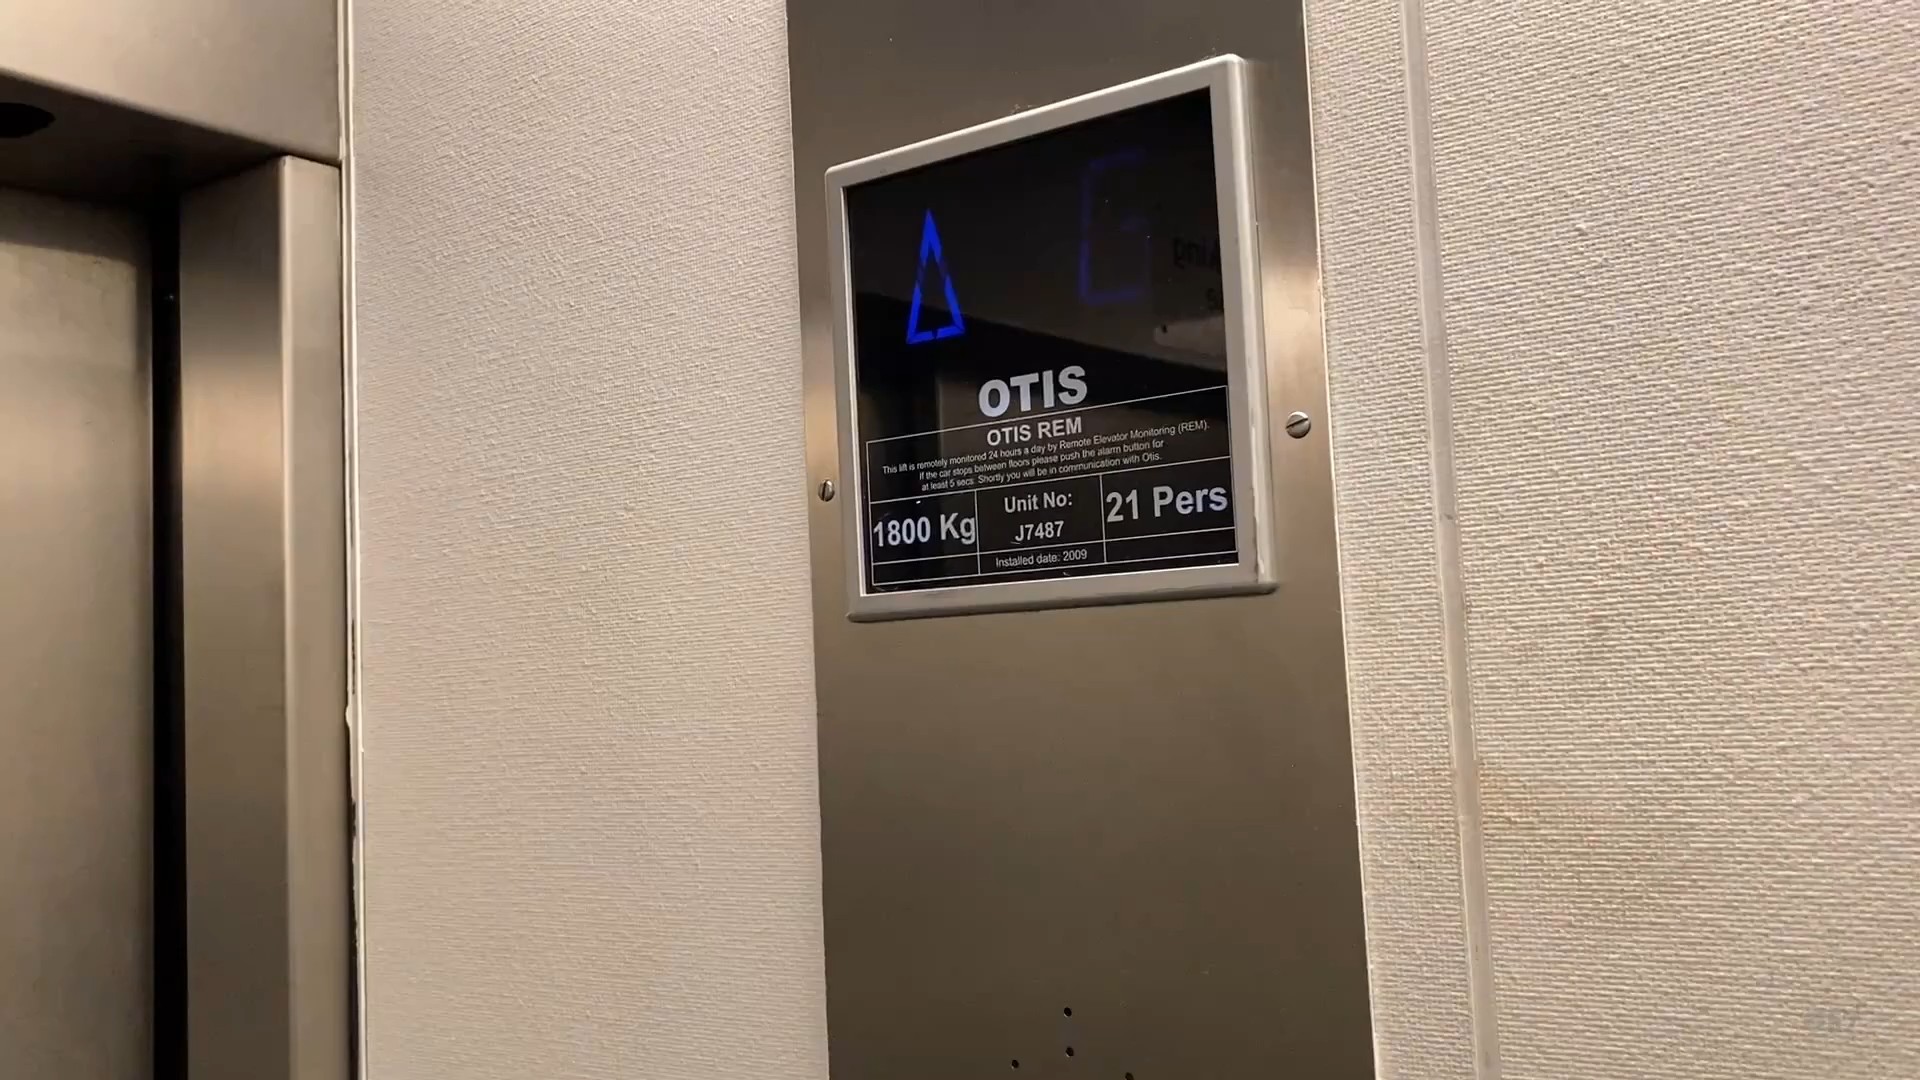 G
OTIS
OTIS REM
This lift is remotely monitored 24 hours a day by Remote Elevator Monitoring (REM).
If the car stops between floors please push the alarm button for
at least 5 secs. Shortly you will be in communication with Otis.
1800 Kg
Unit No:
J7487
21 Pers
Installed date: 2009